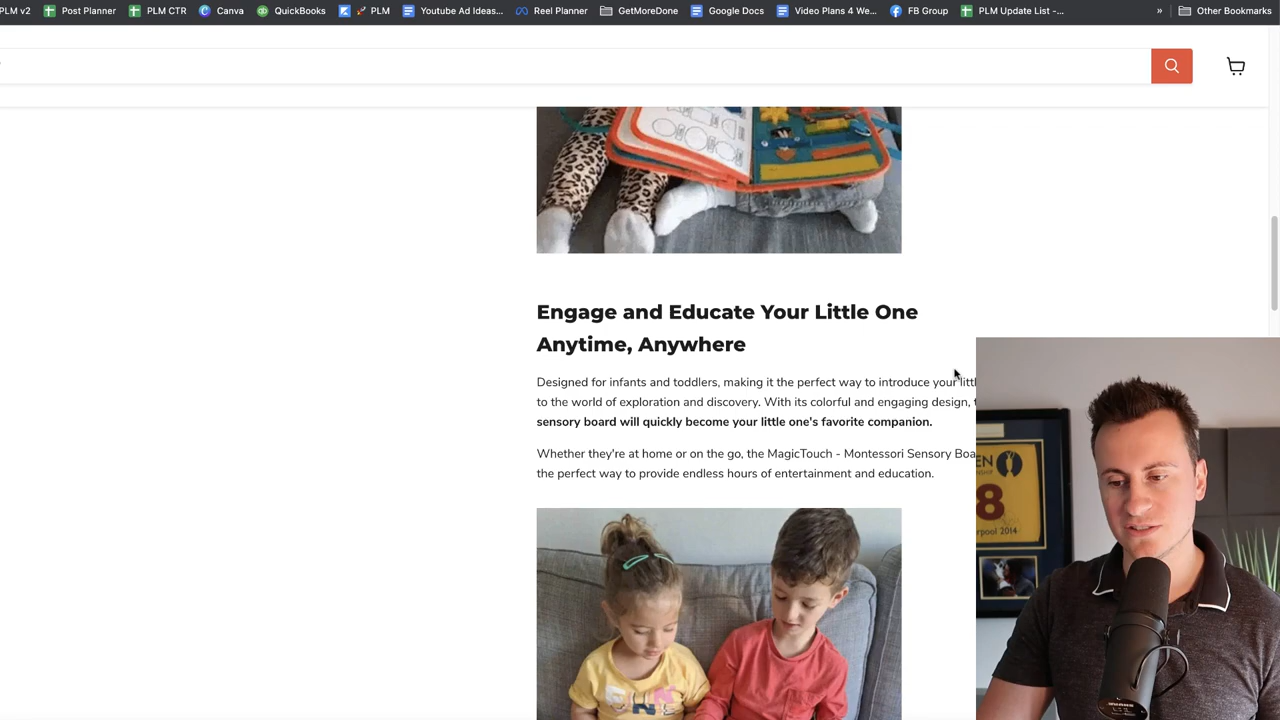 PLM v2 Post Planner PLM CTR Canva QuickBooks PLM Youtube Ad Ideas... Reel Planner GetMoreDone Google Docs Video Plans 4 We... FB Group PLM Update List -... » Other Bookmarks
Engage and Educate Your Little One
Anytime, Anywhere
Designed for infants and toddlers, making it the perfect way to introduce your
to the world of exploration and discovery. With its colorful and engaging design,
sensory board will quickly become your little one's favorite companion.
Whether they're at home or on the go, the MagicTouch - Montessori Sensory
the perfect way to provide endless hours of entertainment and education.
8
2014